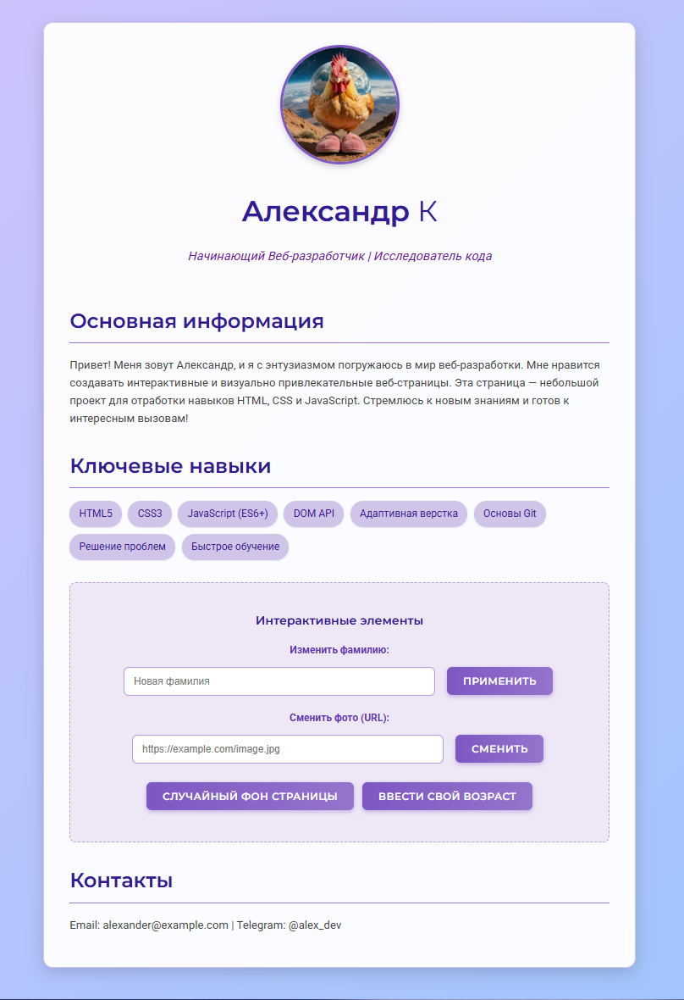 Александр К
Начинающий Веб-разработчик | Исследователь кода
Основная информация
Привет! Меня зовут Александр, и я с энтузиазмом погружаюсь в мир веб-разработки. Мне нравится
создавать интерактивные и визуально привлекательные веб-страницы. Эта страница — небольшой
проект для отработки навыков HTML, CSS и JavaScript. Стремлюсь к новым знаниям и готов к
интересным вызовам!
Ключевые навыки
HTML5 CSS3 JavaScript (ES6+) DOM API Адаптивная верстка Основы Git
Решение проблем Быстрое обучение
Интерактивные элементы
Изменить фамилию:
Новая фамилия ПРИМЕНИТЬ
Сменить фото (URL):
https://example.com/image.jpg СМЕНИТЬ
СЛУЧАЙНЫЙ ФОН СТРАНИЦЫ ВВЕСТИ СВОЙ ВОЗРАСТ
Контакты
Email: alexander@example.com | Telegram: @alex_dev